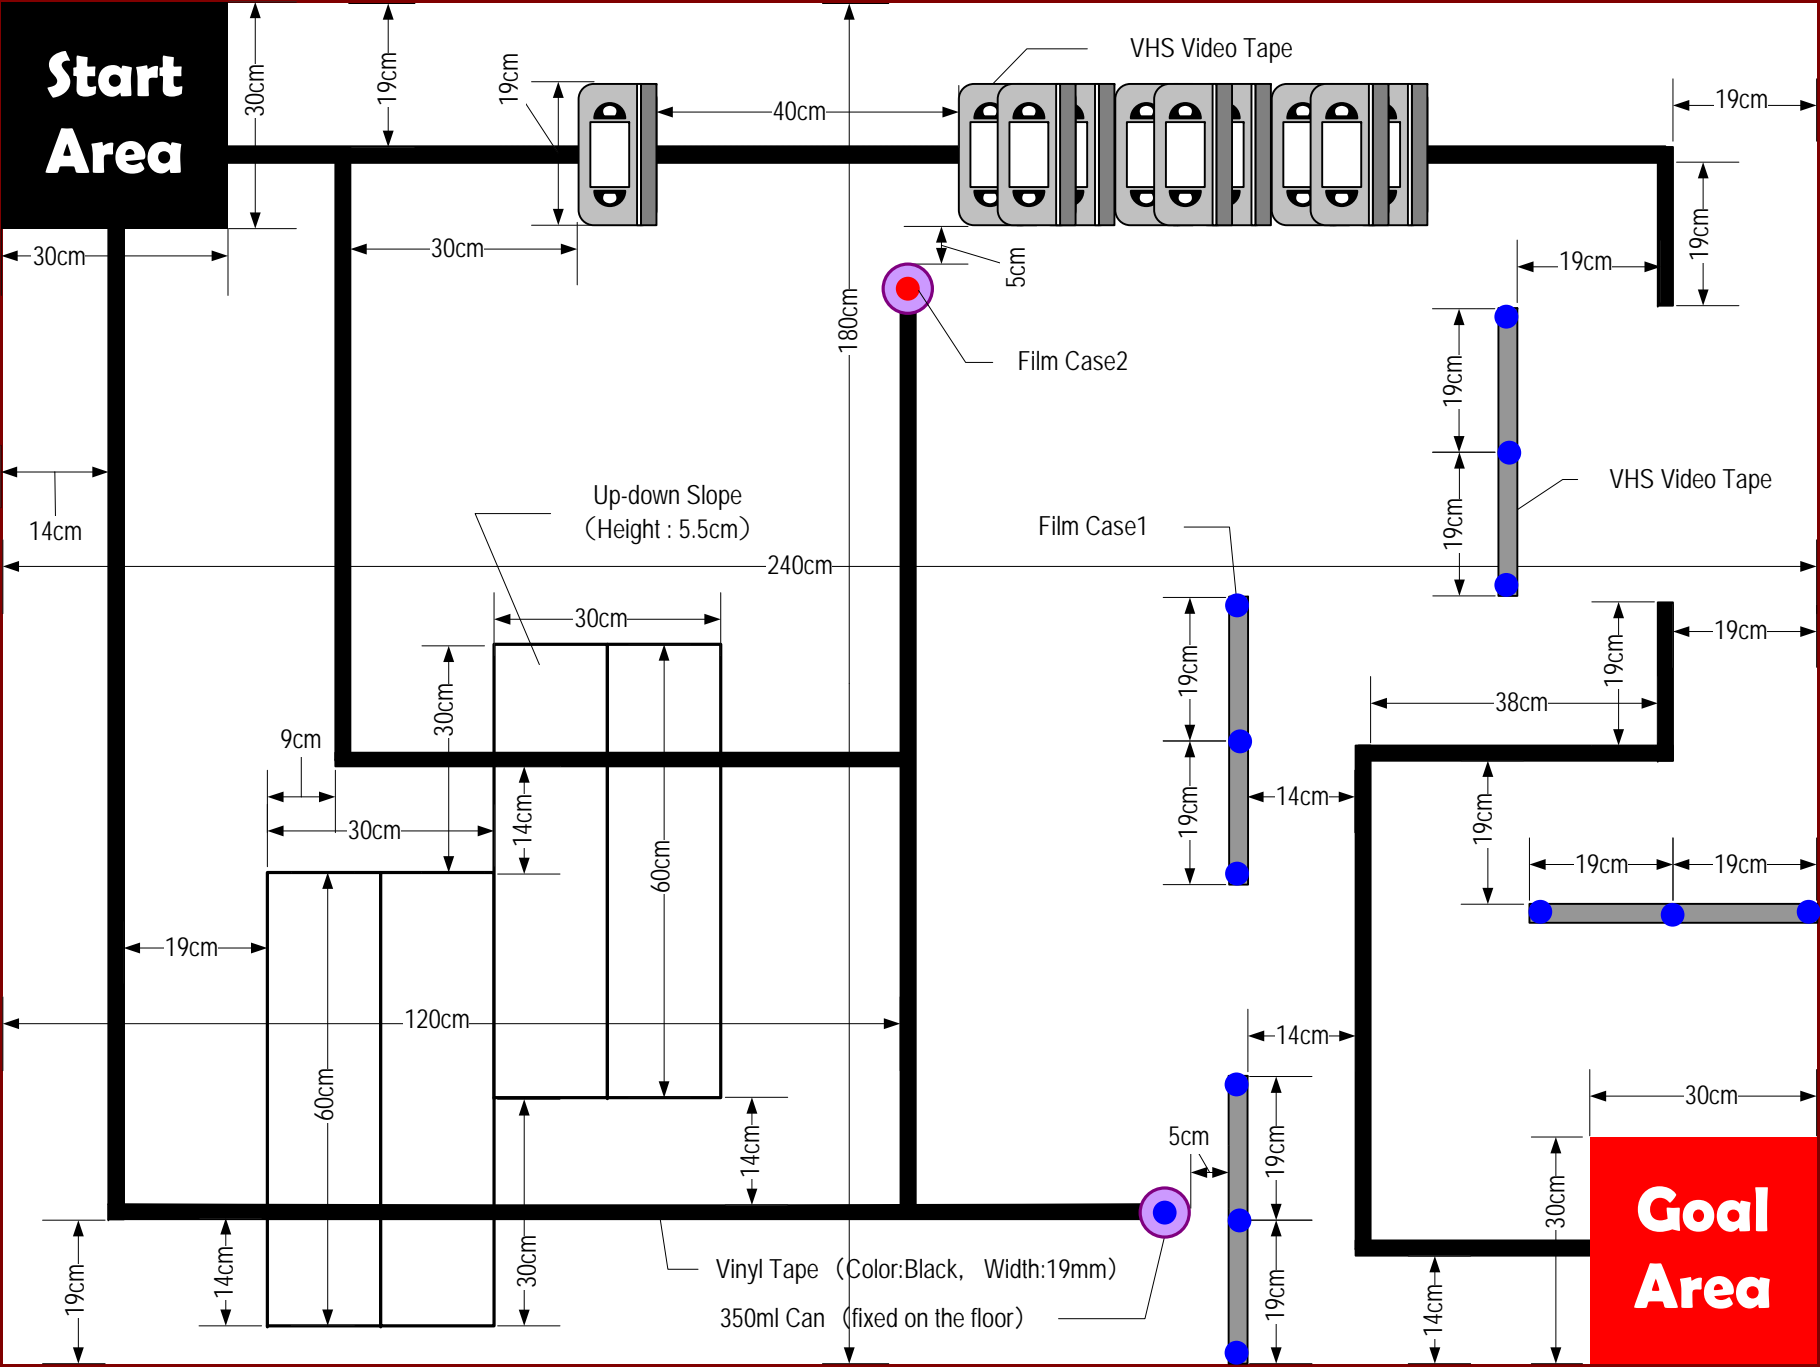 Start
Area
30cm
19cm
19cm
40cm
VHS Video Tape
19cm
30cm
30cm
5cm
19cm
19cm
180cm
Film Case2
19cm
14cm
Up-down Slope
（Height : 5.5cm）
Film Case1
19cm
VHS Video Tape
240cm
30cm
19cm
19cm
19cm
38cm
30cm
9cm
14cm
30cm
19cm
14cm
19cm
60cm
19cm
19cm
19cm
120cm
14cm
60cm
14cm
5cm
19cm
30cm
30cm
19cm
14cm
30cm
Vinyl Tape（Color:Black， Width:19mm）
350ml Can（fixed on the floor）
19cm
14cm
Goal
Area